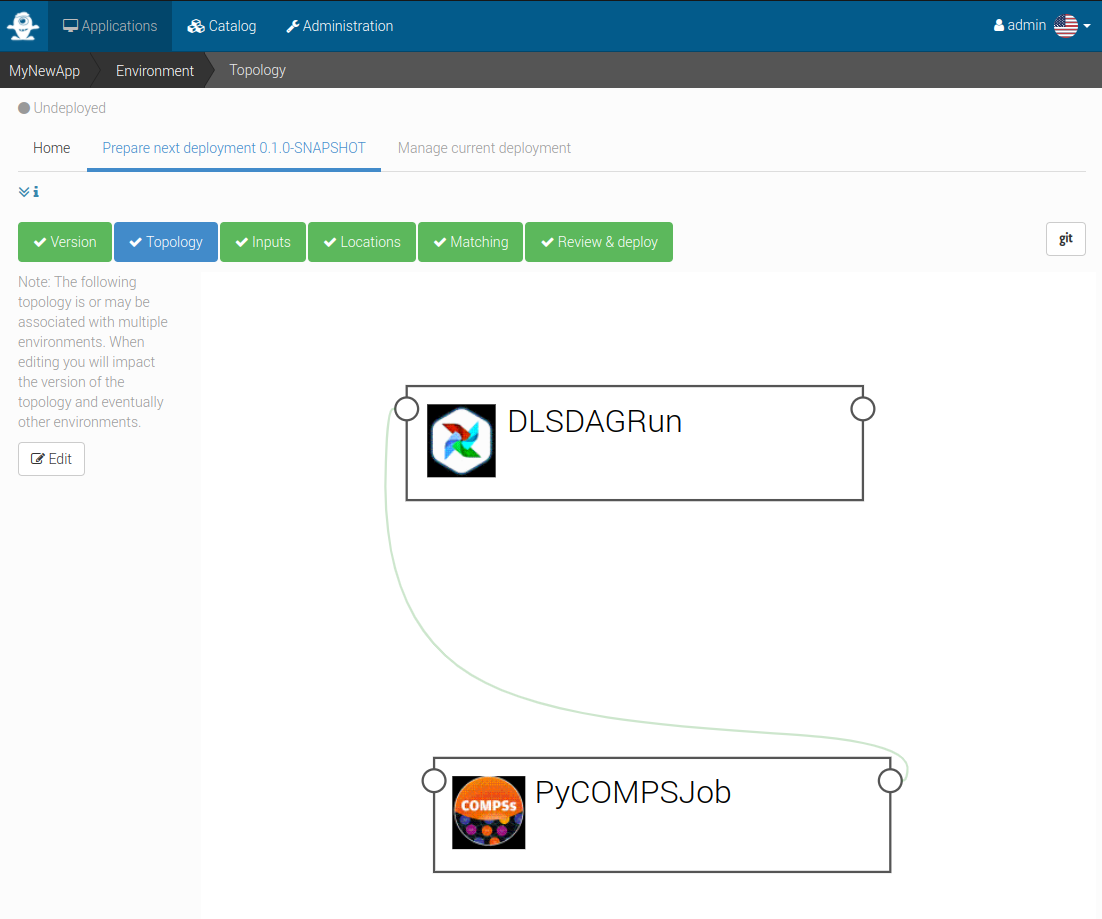 Applications Catalog Administration admin
MyNewApp Environment Topology
Undeployed
Home Prepare next deployment 0.1.0-SNAPSHOT Manage current deployment
Version Topology Inputs Locations Matching Review & deploy git
Note: The following
topology is or may be
associated with multiple
environments. When
editing you will impact
the version of the
topology and eventually
other environments.
Edit
DLSDAGRun
COMPSs PyCOMPSJob